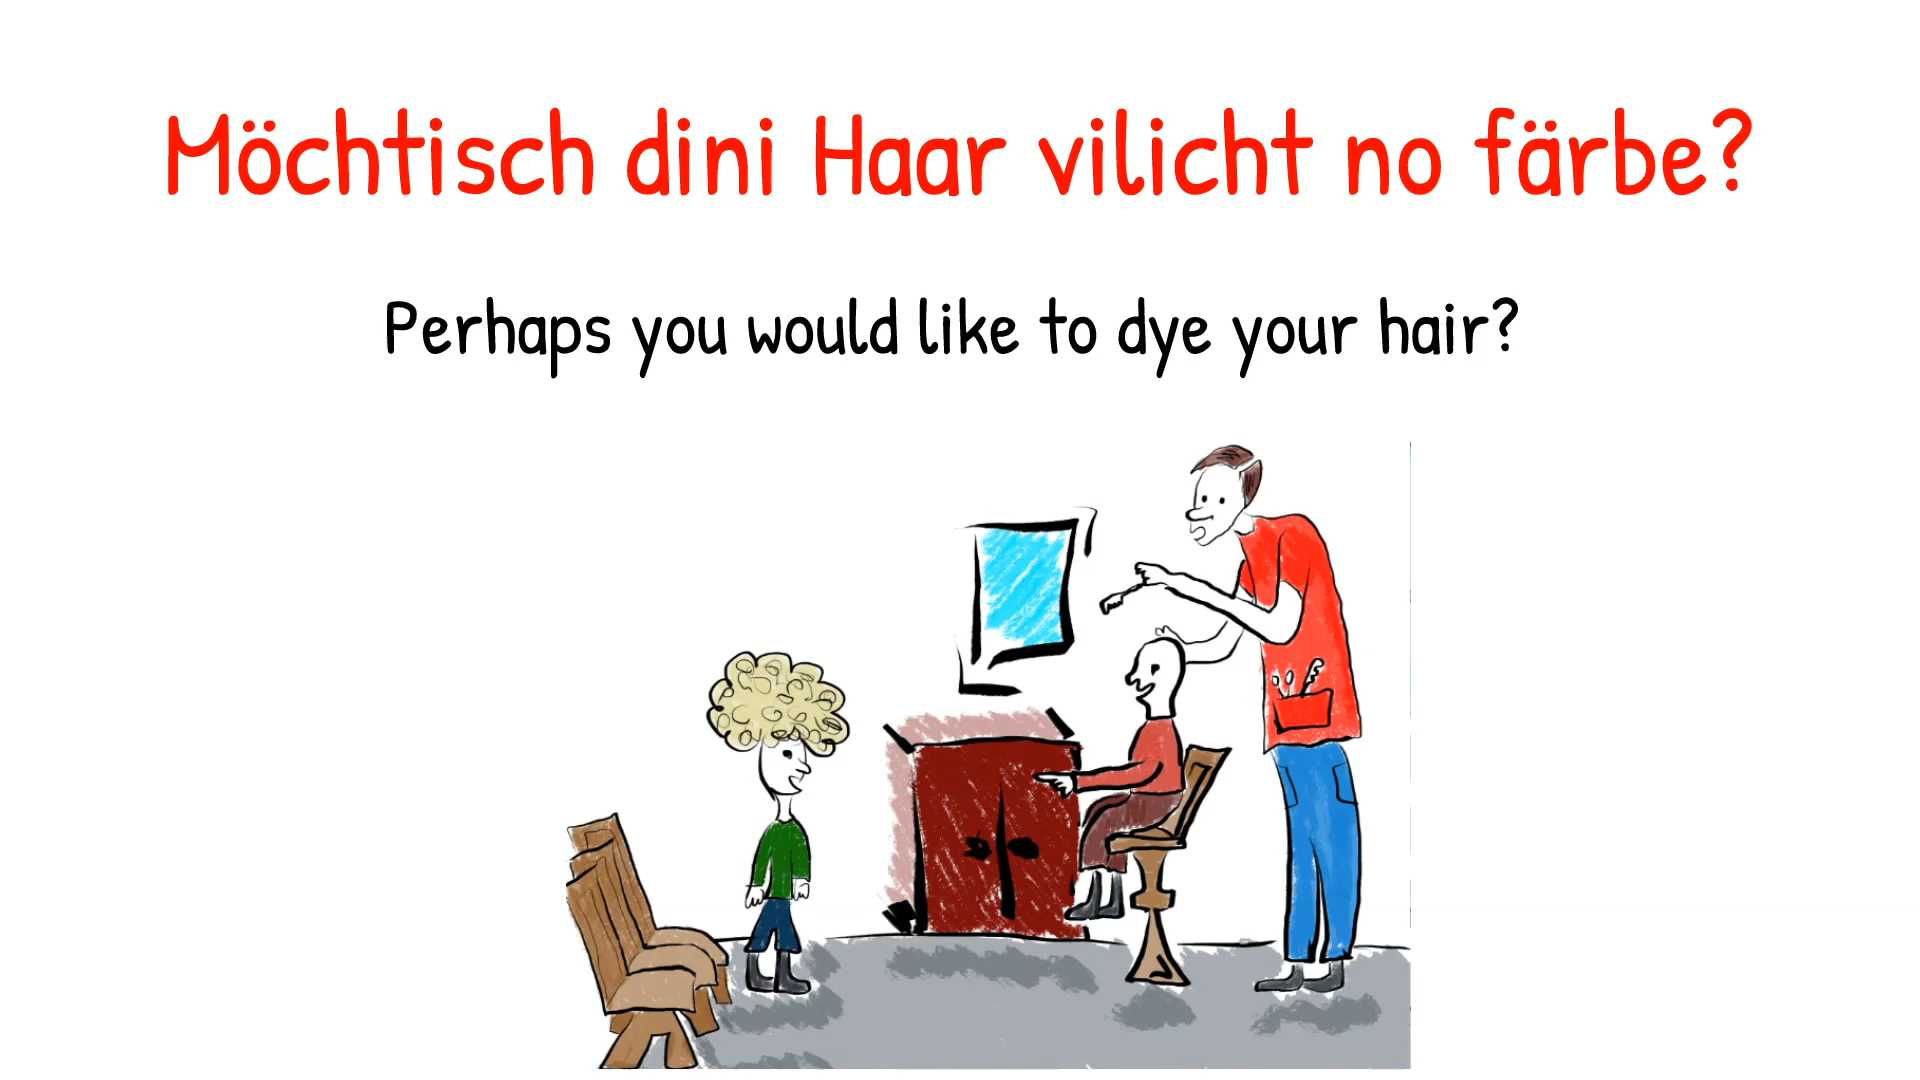 Möchtisch dini Haar vilicht no färbe?
Perhaps you would like to dye your hair?